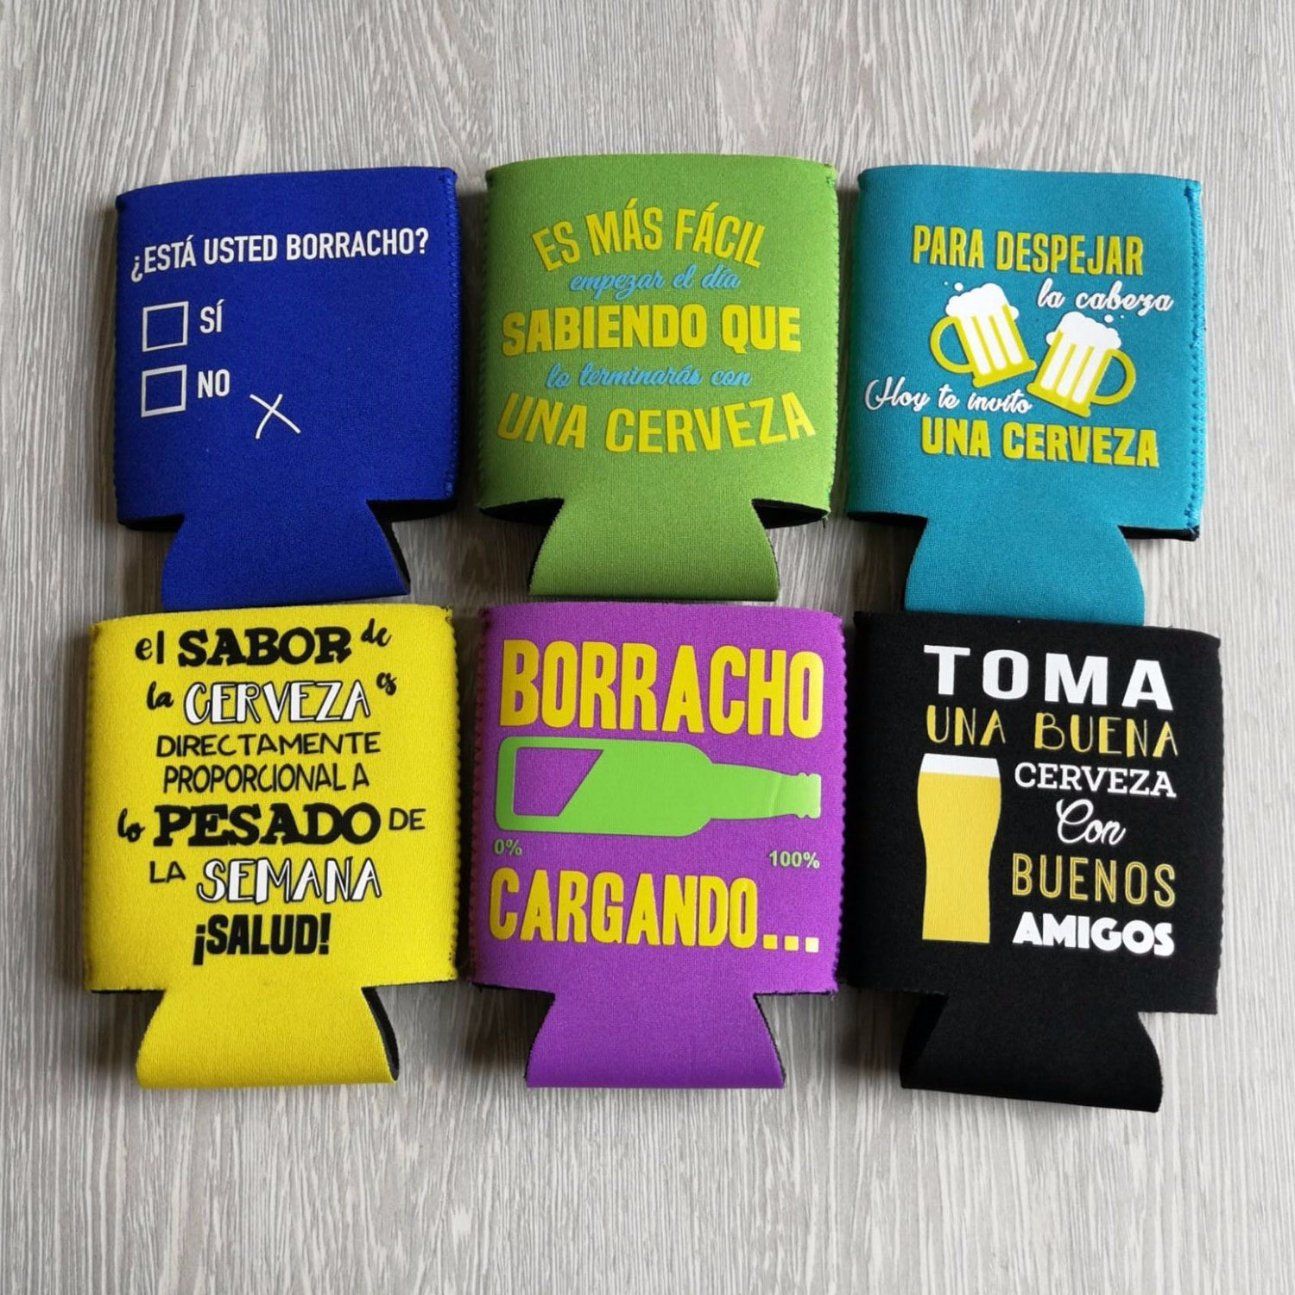 ¿ESTÁ USTED BORRACHO?
SÍ
NO
X
ES MÁS FÁCIL
empezar el día
SABIENDO QUE
lo terminarás con
UNA CERVEZA
PARA DESPEJAR
la cabeza
Hoy te invito
UNA CERVEZA
el SABOR de
la CERVEZA es
DIRECTAMENTE
PROPORCIONAL A
lo PESADO DE
LA SEMANA
¡SALUD!
BORRACHO
0% 100%
CARGANDO...
TOMA
UNA BUENA
CERVEZA
Con
BUENOS
AMIGOS